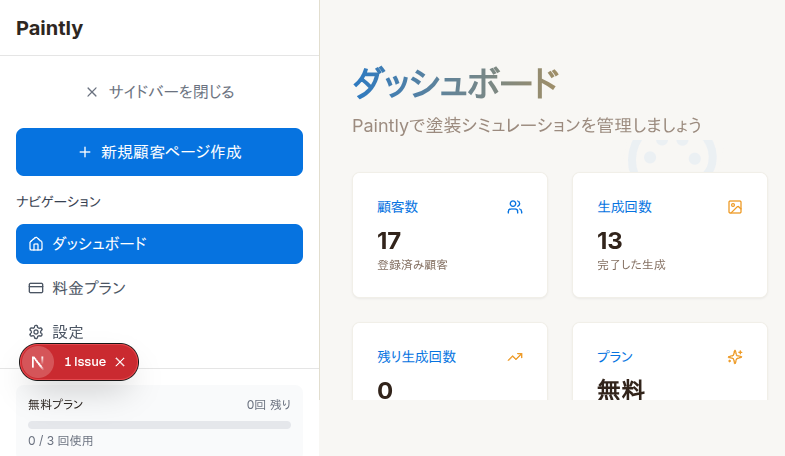 Paintly
サイドバーを閉じる
新規顧客ページ作成
ナビゲーション
ダッシュボード
料金プラン
設定
N 1 Issue
無料プラン 0回 残り
0 / 3 回使用
ダッシュボード
Paintlyで塗装シミュレーションを管理しましょう
顧客数
17
登録済み顧客
生成回数
13
完了した生成
残り生成回数
0
プラン
無料